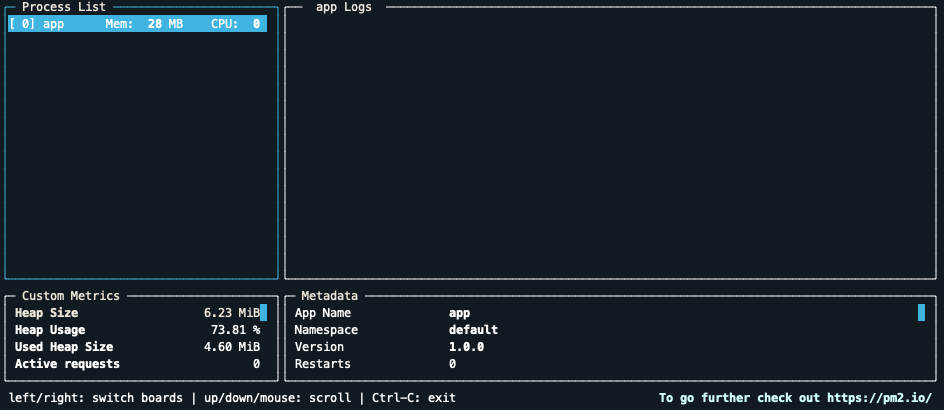 Process List
[ 0] app Mem: 28 MB CPU: 0
app Logs
Custom Metrics
Heap Size 6.23 MiB
Heap Usage 73.81 %
Used Heap Size 4.60 MiB
Active requests 0
Metadata
App Name app
Namespace default
Version 1.0.0
Restarts 0
left/right: switch boards | up/down/mouse: scroll | Ctrl-C: exit
To go further check out https://pm2.io/